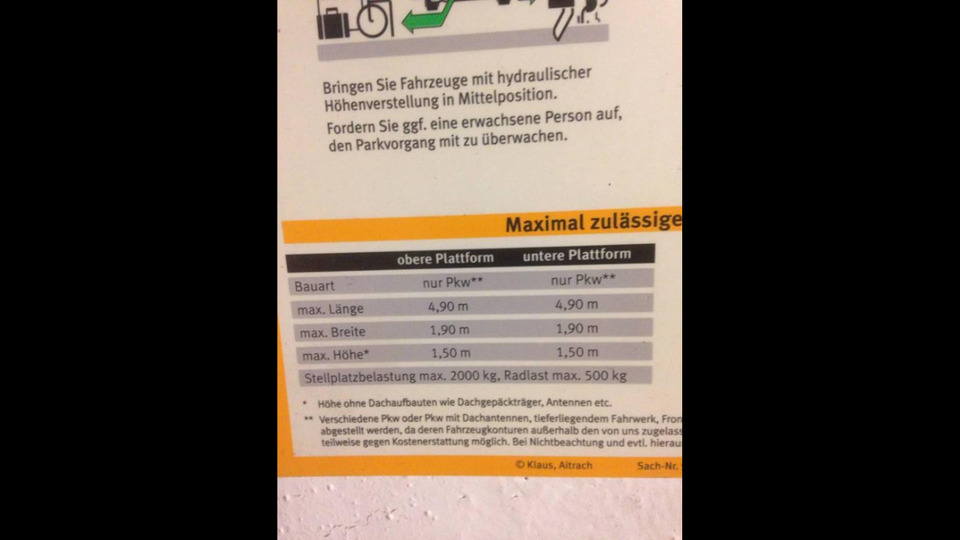 Bringen Sie Fahrzeuge mit hydraulischer
Höhenverstellung in Mittelposition.
Fordern Sie ggf. eine erwachsene Person auf,
den Parkvorgang mit zu überwachen.
Maximal zulässige
obere Plattform untere Plattform
Bauart nur Pkw** nur Pkw**
max. Länge 4,90 m 4,90 m
max. Breite 1,90 m 1,90 m
max. Höhe* 1,50 m 1,50 m
Stellplatzbelastung max. 2000 kg, Radlast max. 500 kg
* Höhe ohne Dachaufbauten wie Dachgepäckträger, Antennen etc.
** Verschiedene Pkw oder Pkw mit Dachantennen, tieferliegendem Fahrwerk, Fron
abgestellt werden, da deren Fahrzeugkonturen außerhalb den von uns zugelass
teilweise gegen Kostenerstattung möglich. Bei Nichtbeachtung und evtl. hierau
© Klaus, Aitrach Sach-Nr.